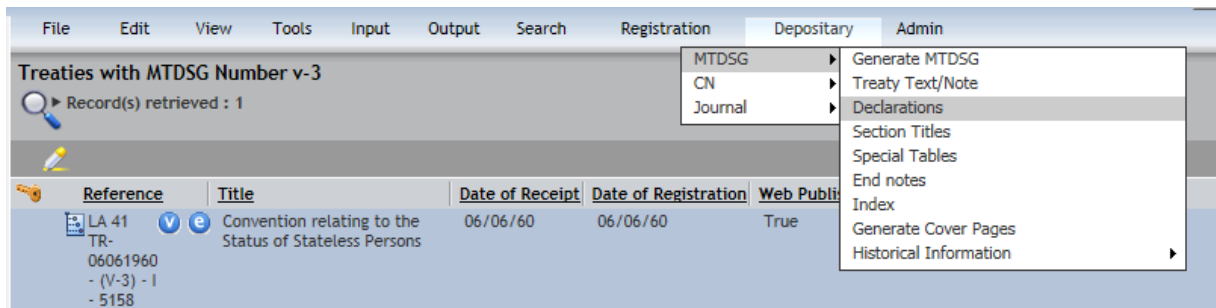 File Edit View Tools Input Output Search Registration Depositary Admin
Treaties with MTDSG Number v-3
Record(s) retrieved : 1
MTDSG
CN
Journal
Generate MTDSG
Treaty Text/Note
Declarations
Section Titles
Special Tables
End notes
Index
Generate Cover Pages
Historical Information
Reference Title Date of Receipt Date of Registration Web Publis
LA 41 v e Convention relating to the 06/06/60 06/06/60 True
TR- Status of Stateless Persons
06061960
- (V-3) - I
- 5158